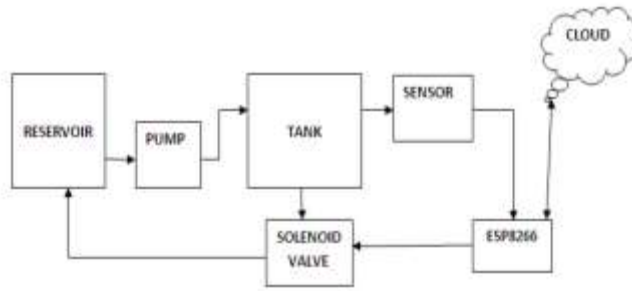 CLOUD
SENSOR
RESERVOIR
PUMP
TANK
SOLENOID
VALVE
ESP8266